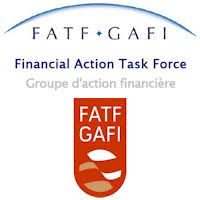 FATF • GAFI
Financial Action Task Force
Groupe d'action financière
FATF
GAFI